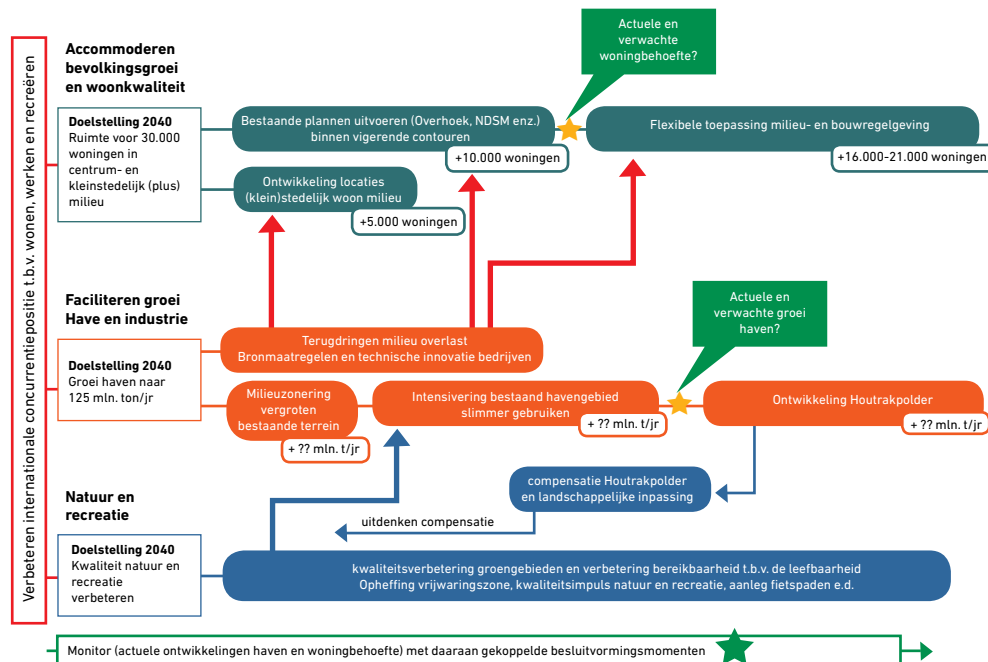 Verbeteren internationale concurrentiepositie t.b.v. wonen, werken en recreëren
Accommoderen
bevolkingsgroei
en woonkwaliteit
Doelstelling 2040
Ruimte voor 30.000
woningen in
centrum- en
kleinstedelijk (plus)
milieu
Bestaande plannen uitvoeren (Overhoek, NDSM enz.)
binnen vigerende contouren
+10.000 woningen
Actuele en
verwachte
woningbehoefte?
Flexibele toepassing milieu- en bouwregelgeving
+16.000-21.000 woningen
Ontwikkeling locaties
(klein)stedelijk woon milieu
+5.000 woningen
Faciliteren groei
Have en industrie
Doelstelling 2040
Groei haven naar
125 mln. ton/jr
Terugdringen milieu overlast
Bronmaatregelen en technische innovatie bedrijven
Actuele en
verwachte groei
haven?
Milieuzonering
vergroten
bestaande terrein
+ ?? mln. t/jr
Intensivering bestaand havengebied
slimmer gebruiken
+ ?? mln. t/jr
Ontwikkeling Houtrakpolder
+ ?? mln. t/jr
compensatie Houtrakpolder
en landschappelijke inpassing
uitdenken compensatie
Natuur en
recreatie
Doelstelling 2040
Kwaliteit natuur en
recreatie
verbeteren
kwaliteitsverbetering groengebieden en verbetering bereikbaarheid t.b.v. de leefbaarheid
Opheffing vrijwaringszone, kwaliteitsimpuls natuur en recreatie, aanleg fietspaden e.d.
Monitor (actuele ontwikkelingen haven en woningbehoefte) met daaraan gekoppelde besluitvormingsmomenten